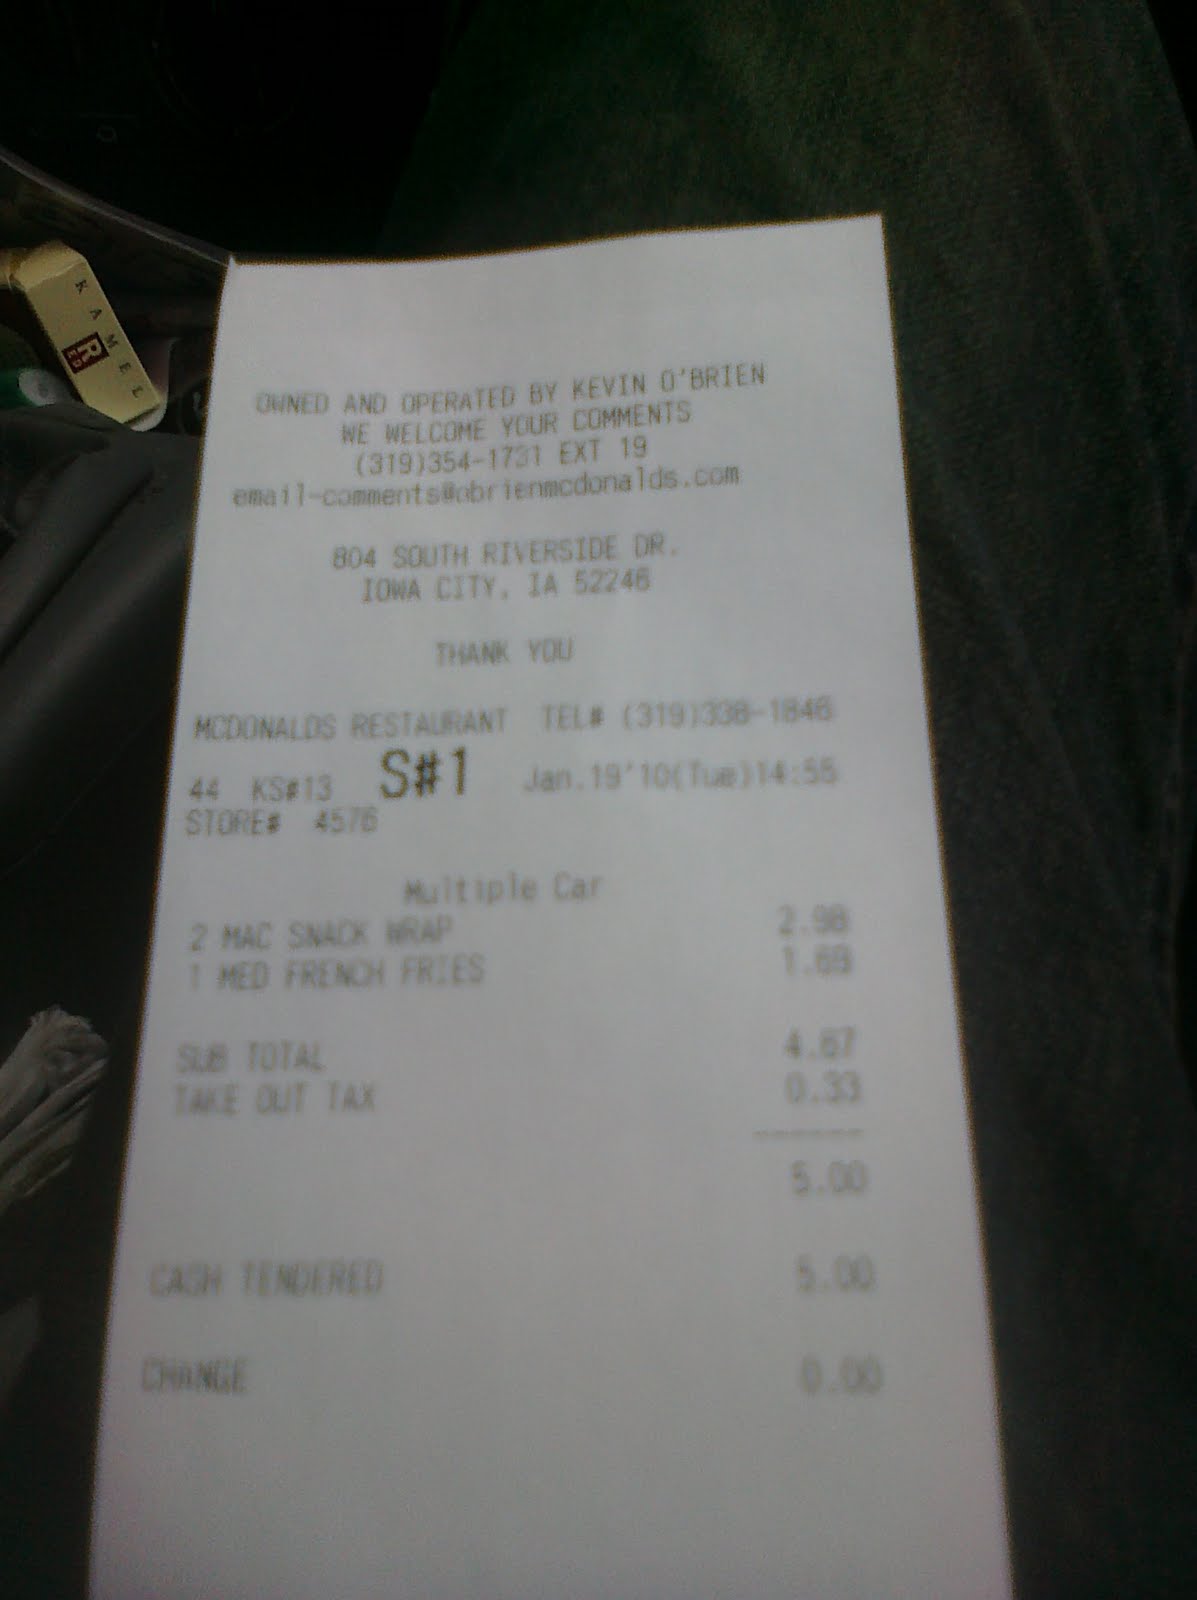 KAMEL
RED
OWNED AND OPERATED BY KEVIN O'BRIEN
WE WELCOME YOUR COMMENTS
(319)354-1731 EXT 19
email-comments@obrienmcdonalds.com
804 SOUTH RIVERSIDE DR.
IOWA CITY, IA 52246
THANK YOU
MCDONALDS RESTAURANT TEL# (319)338-1846
44 KS#13 S#1 Jan.19'10(Tue)14:55
STORE# 4576
Multiple Car
2 MAC SNACK WRAP 2.98
1 MED FRENCH FRIES 1.69
SUB TOTAL 4.67
TAKE OUT TAX 0.33
5.00
CASH TENDERED 5.00
CHANGE 0.00